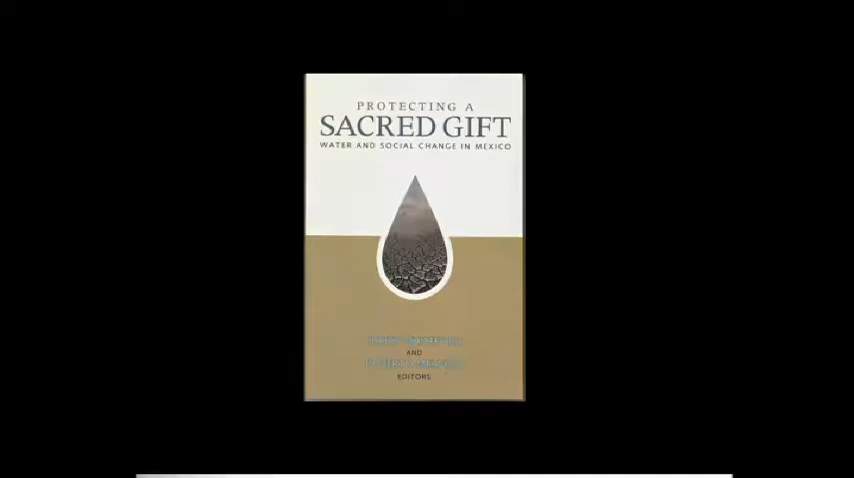 PROTECTING A
SACRED GIFT
WATER AND SOCIAL CHANGE IN MEXICO
AND
EDITORS